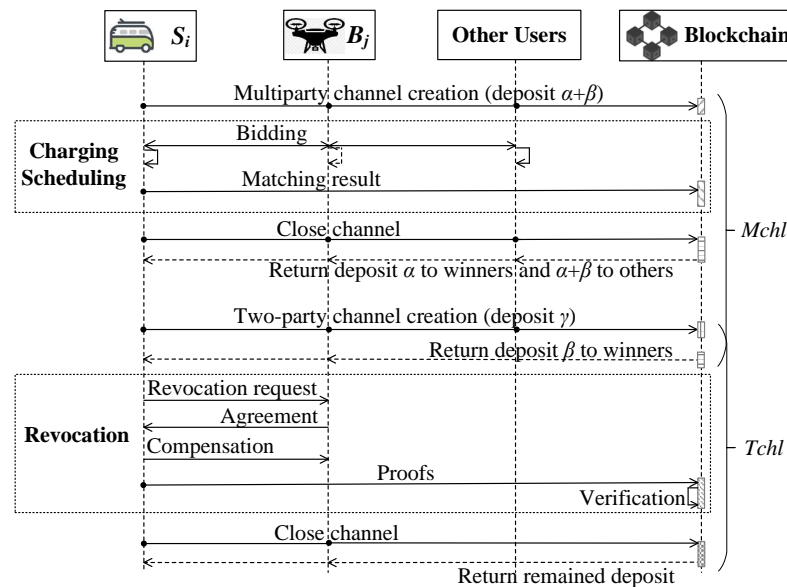 S_i
B_j
Other Users
Blockchain
Multiparty channel creation (deposit α+β)
Bidding
Charging
Scheduling
Matching result
Close channel
Mchl
Return deposit α to winners and α+β to others
Two-party channel creation (deposit γ)
Return deposit β to winners
Revocation request
Agreement
Revocation
Compensation
Tchl
Proofs
Verification
Close channel
Return remained deposit